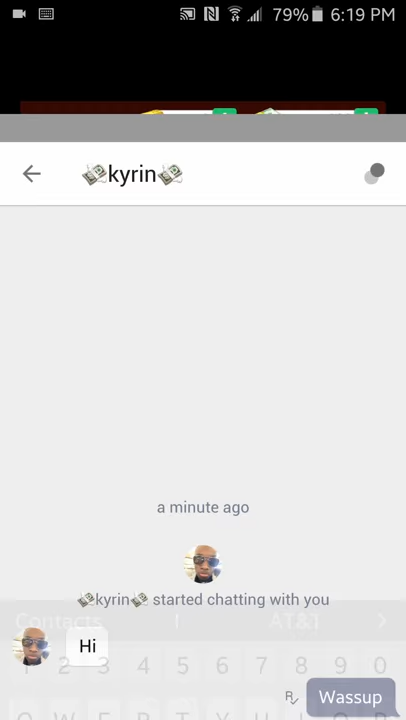 79% 6:19 PM
💸kyrin💸
a minute ago
💸kyrin💸 started chatting with you
Contacts I AT&T
Hi
1 2 3 4 5 6 7 8 9 0
R Wassup
Q W E R T Y U I O P